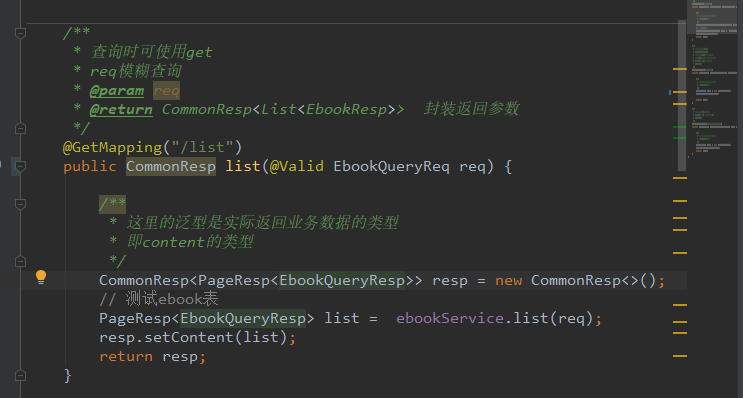 /**
 * 查询时可使用get
 * req模糊查询
 * @param req
 * @return CommonResp<List<EbookResp>>  封装返回参数
 */
@GetMapping("/list")
public CommonResp list(@Valid EbookQueryReq req) {
/**
 * 这里的泛型是实际返回业务数据的类型
 * 即content的类型
 */
CommonResp<PageResp<EbookQueryResp>> resp = new CommonResp<>();
// 测试ebook表
PageResp<EbookQueryResp> list =  ebookService.list(req);
resp.setContent(list);
return resp;
}